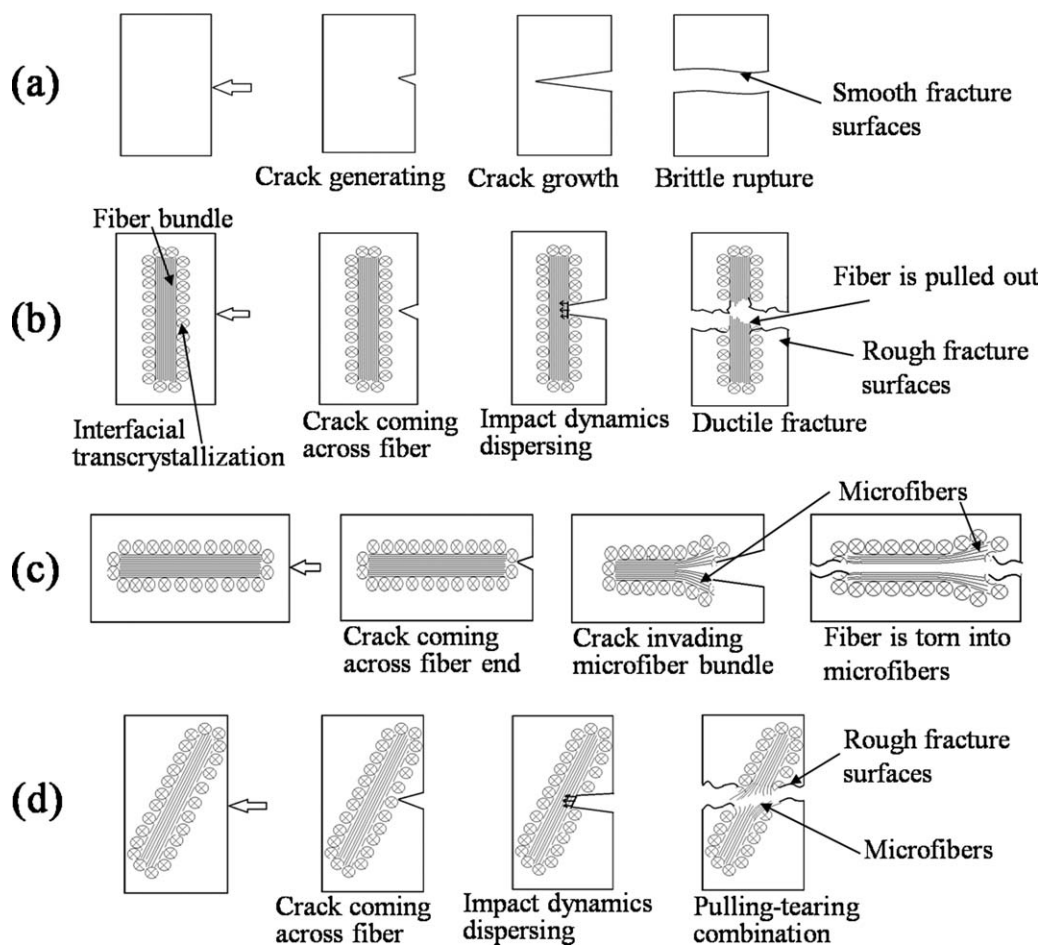 (a)
Smooth fracture
surfaces
Crack generating
Crack growth
Brittle rupture
Fiber bundle
(b)
Fiber is pulled out
Rough fracture
surfaces
Interfacial
transcrystallization
Crack coming
across fiber
Impact dynamics
dispersing
Ductile fracture
Microfibers
(c)
Crack coming
across fiber end
Crack invading
microfiber bundle
Fiber is torn into
microfibers
(d)
Rough fracture
surfaces
Microfibers
Crack coming
across fiber
Impact dynamics
dispersing
Pulling-tearing
combination